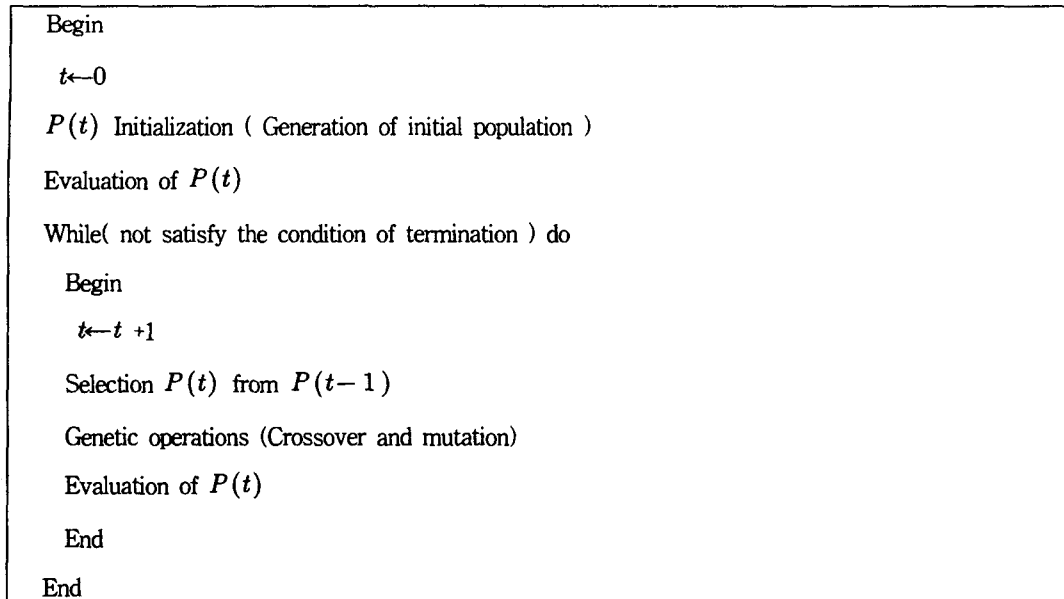 Begin
t←0
P(t) Initialization ( Generation of initial population )
Evaluation of P(t)
While( not satisfy the condition of termination ) do
Begin
t←t +1
Selection P(t) from P(t−1)
Genetic operations (Crossover and mutation)
Evaluation of P(t)
End
End